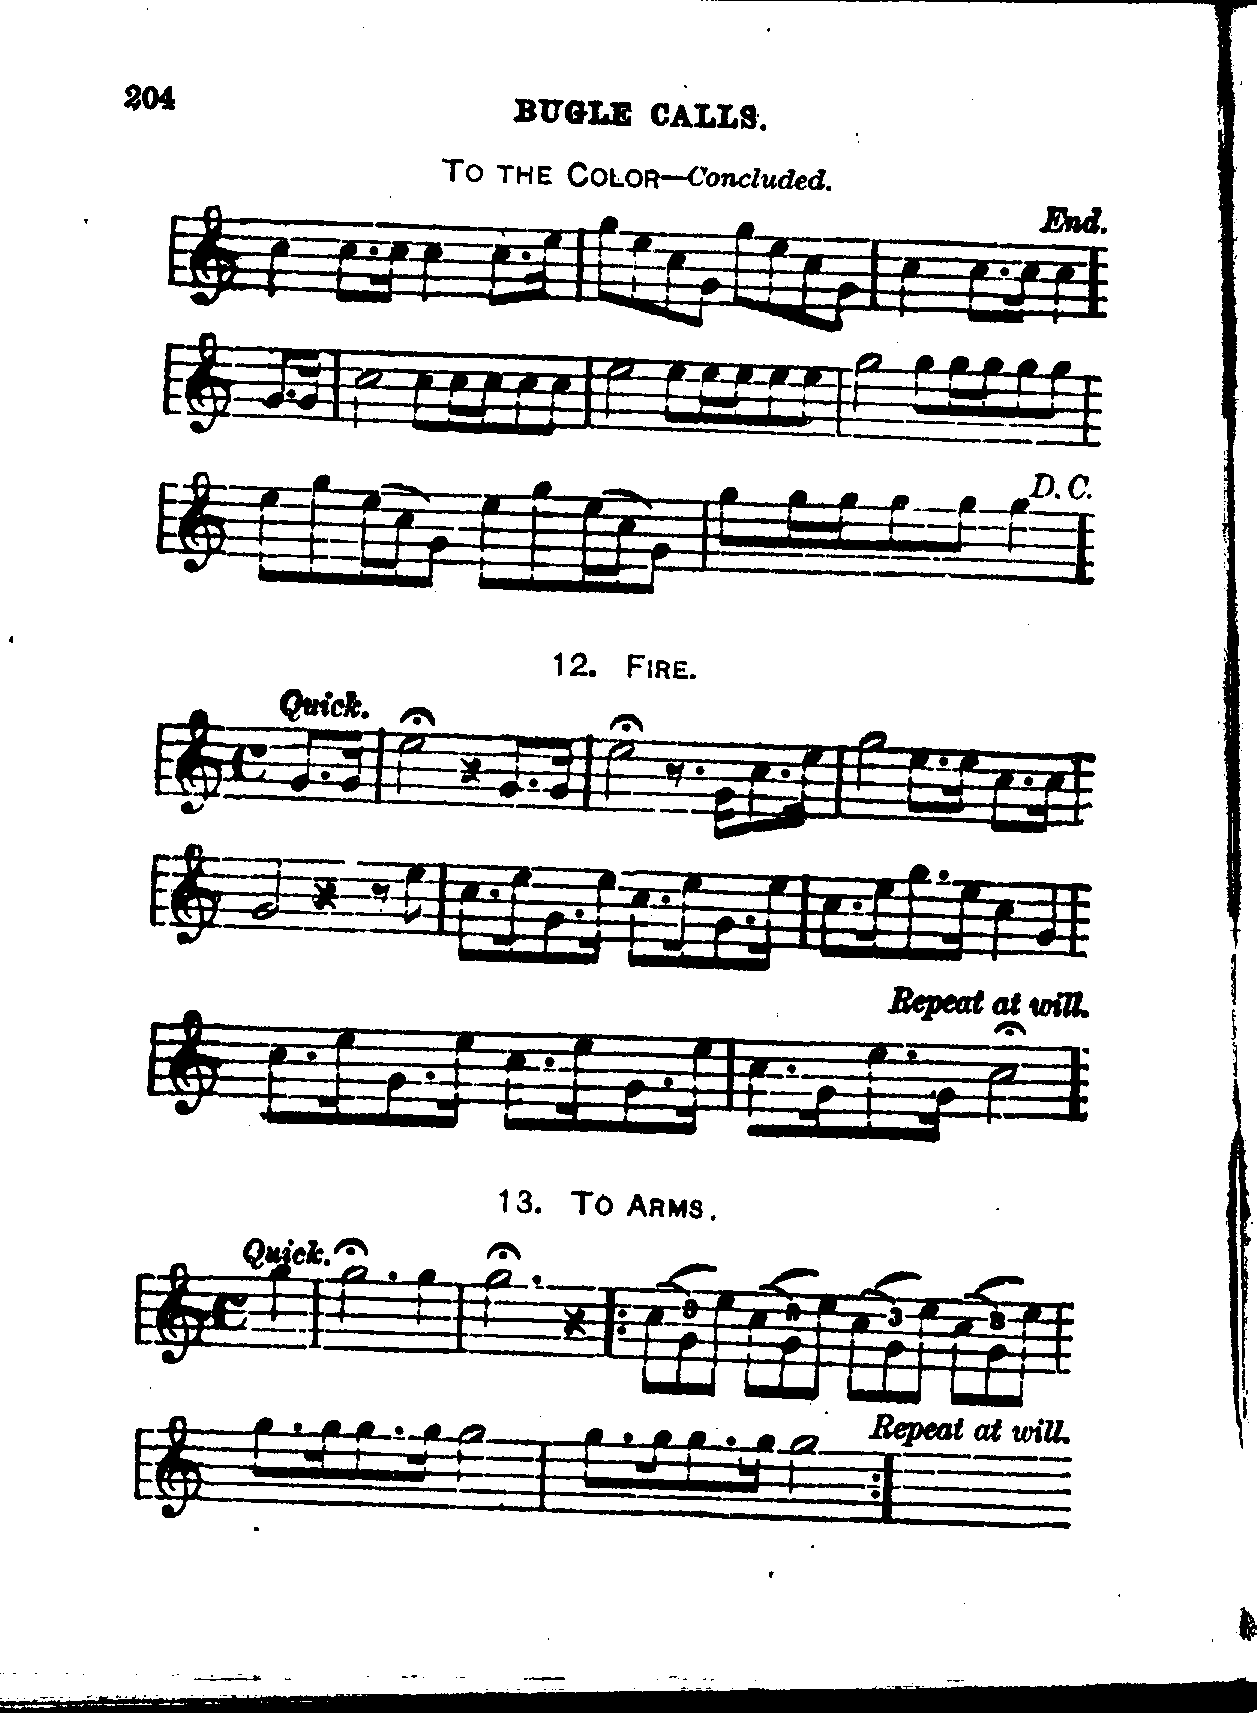 204
BUGLE CALLS.
TO THE COLOR—Concluded.
End.
D. C.
12. FIRE.
Quick.
Repeat at will.
13. TO ARMS.
Quick.
3 3 3 3
Repeat at will.